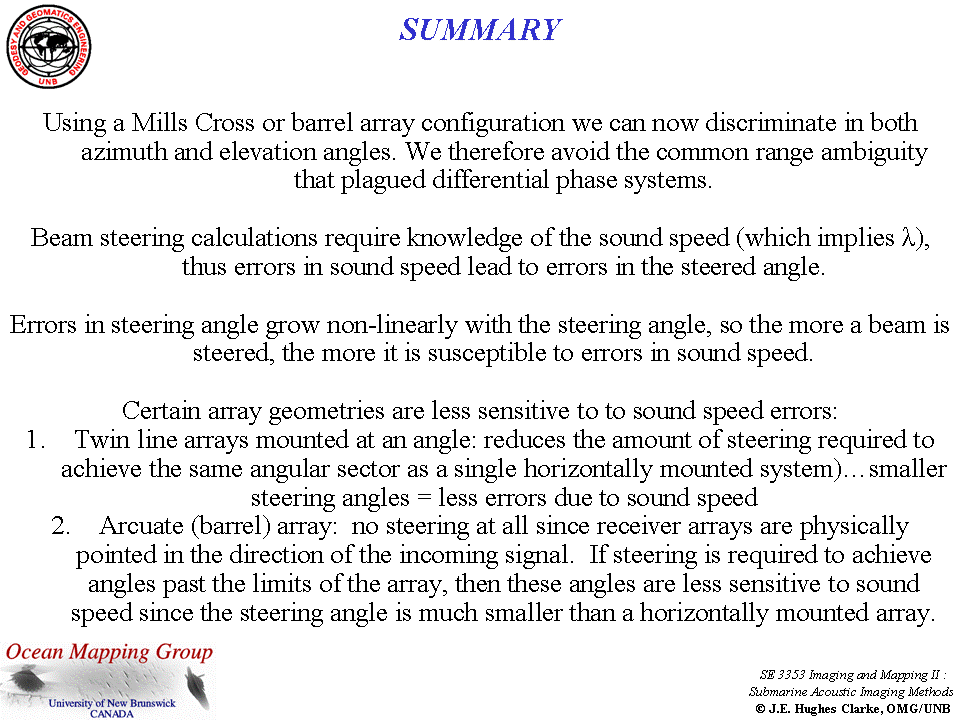 GEODESY AND GEOMATICS ENGINEERING
UNB
SUMMARY
Using a Mills Cross or barrel array configuration we can now discriminate in both
azimuth and elevation angles. We therefore avoid the common range ambiguity
that plagued differential phase systems.
Beam steering calculations require knowledge of the sound speed (which implies λ),
thus errors in sound speed lead to errors in the steered angle.
Errors in steering angle grow non-linearly with the steering angle, so the more a beam is
steered, the more it is susceptible to errors in sound speed.
Certain array geometries are less sensitive to to sound speed errors:
1. Twin line arrays mounted at an angle: reduces the amount of steering required to
achieve the same angular sector as a single horizontally mounted system)…smaller
steering angles = less errors due to sound speed
2. Arcuate (barrel) array:  no steering at all since receiver arrays are physically
pointed in the direction of the incoming signal.  If steering is required to achieve
angles past the limits of the array, then these angles are less sensitive to sound
speed since the steering angle is much smaller than a horizontally mounted array.
Ocean Mapping Group
University of New Brunswick
CANADA
SE 3353 Imaging and Mapping II :
Submarine Acoustic Imaging Methods
© J.E. Hughes Clarke, OMG/UNB